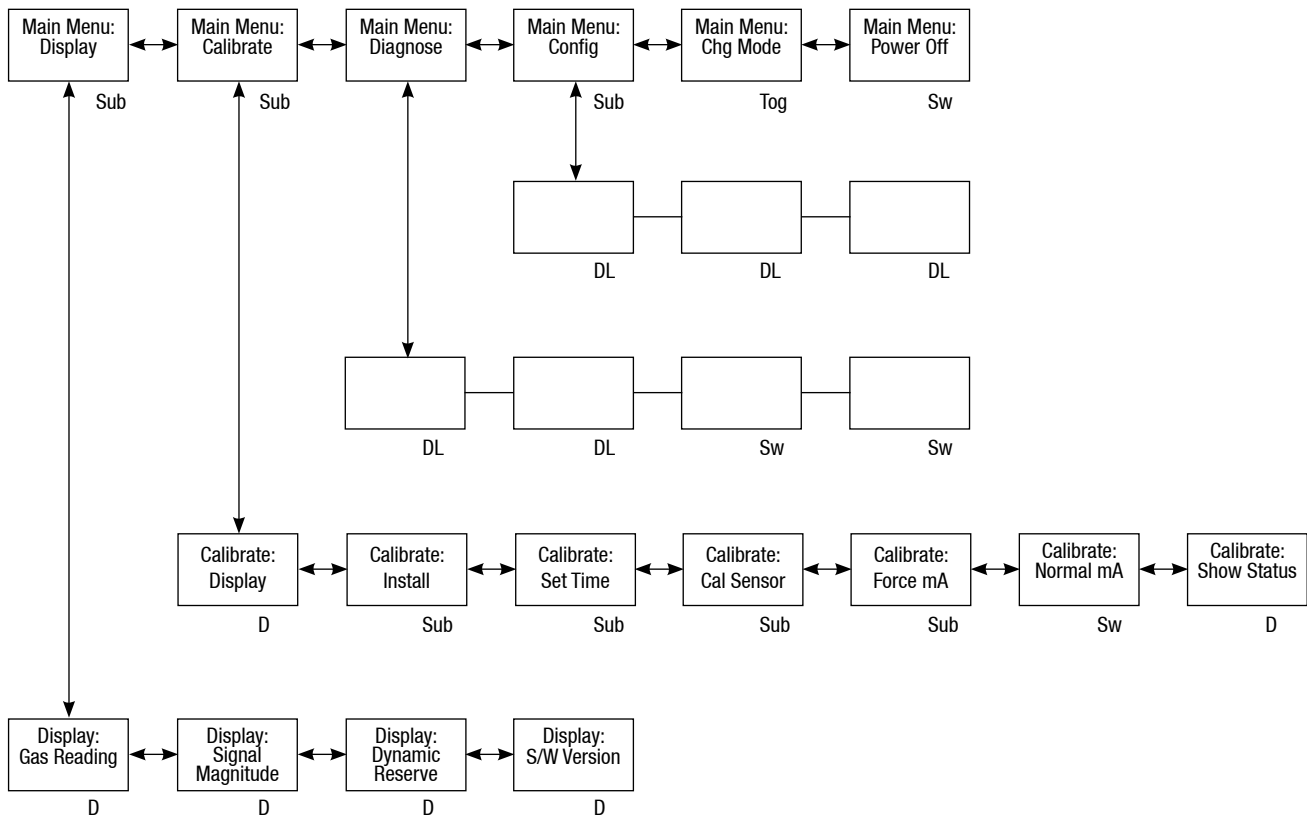 Main Menu:
Display
Main Menu:
Calibrate
Main Menu:
Diagnose
Main Menu:
Config
Main Menu:
Chg Mode
Main Menu:
Power Off
Sub
Sub
Sub
Tog
Sw
DL
DL
DL
DL
DL
Sw
Sw
Calibrate:
Display
Calibrate:
Install
Calibrate:
Set Time
Calibrate:
Cal Sensor
Calibrate:
Force mA
Calibrate:
Normal mA
Calibrate:
Show Status
D
Sub
Sub
Sub
Sub
Sw
D
Display:
Gas Reading
Display:
Signal
Magnitude
Display:
Dynamic
Reserve
Display:
S/W Version
D
D
D
D